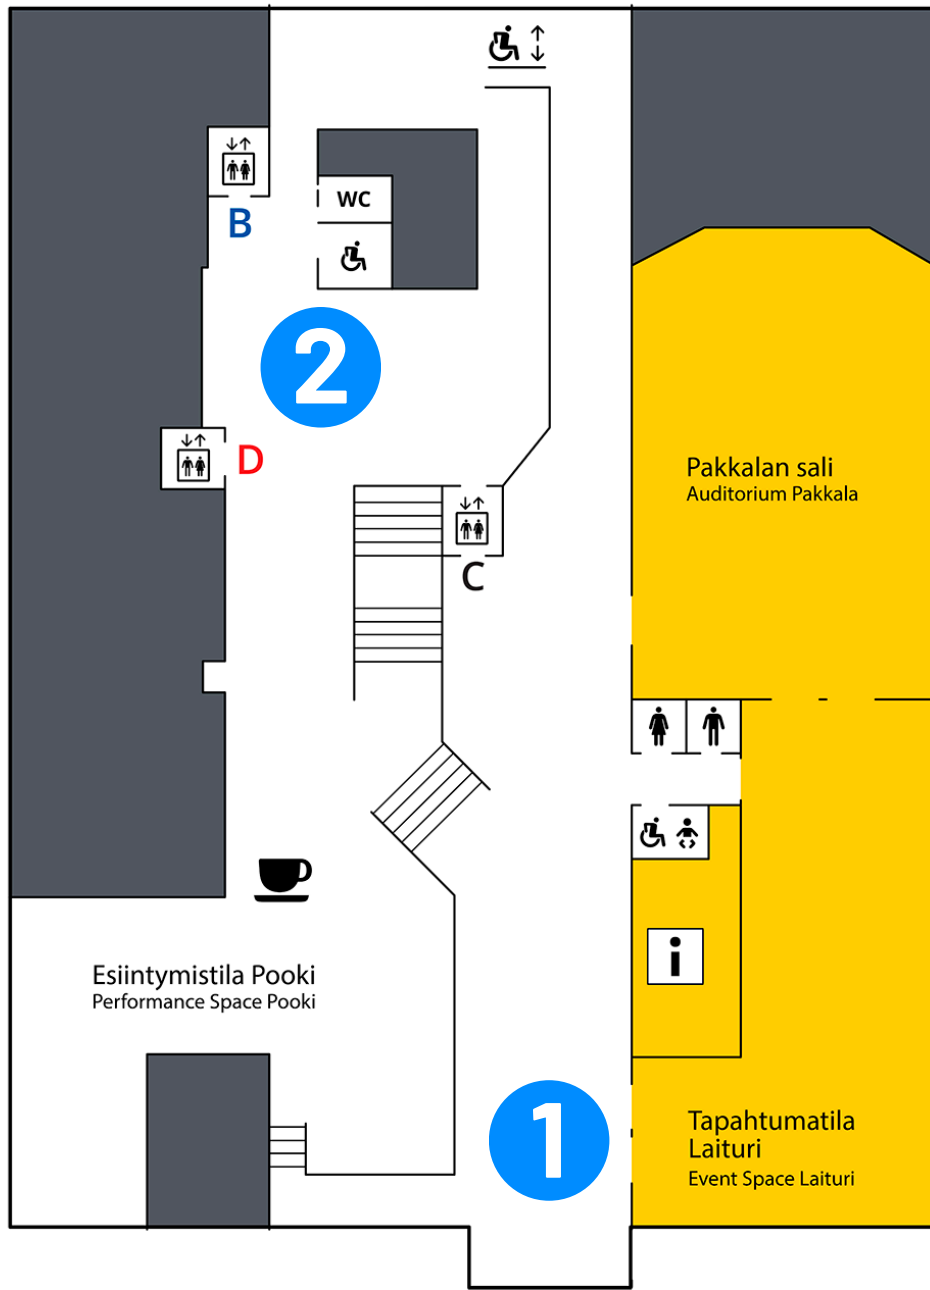 WC
B
2
D
Pakkalan sali
Auditorium Pakkala
C
i
Esiintymistila Pooki
Performance Space Pooki
1
Tapahtumatila
Laituri
Event Space Laituri